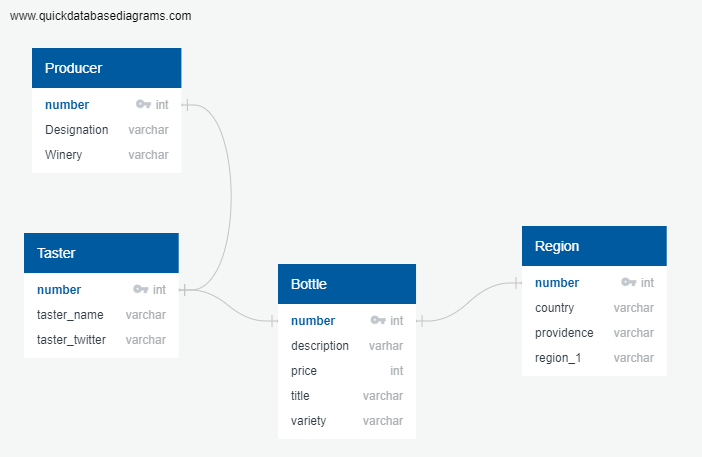 www.quickdatabasediagrams.com
Producer
number int
Designation varchar
Winery varchar
Taster
number int
taster_name varchar
taster_twitter varchar
Bottle
number int
description varhar
price int
title varchar
variety varchar
Region
number int
country varchar
providence varchar
region_1 varchar